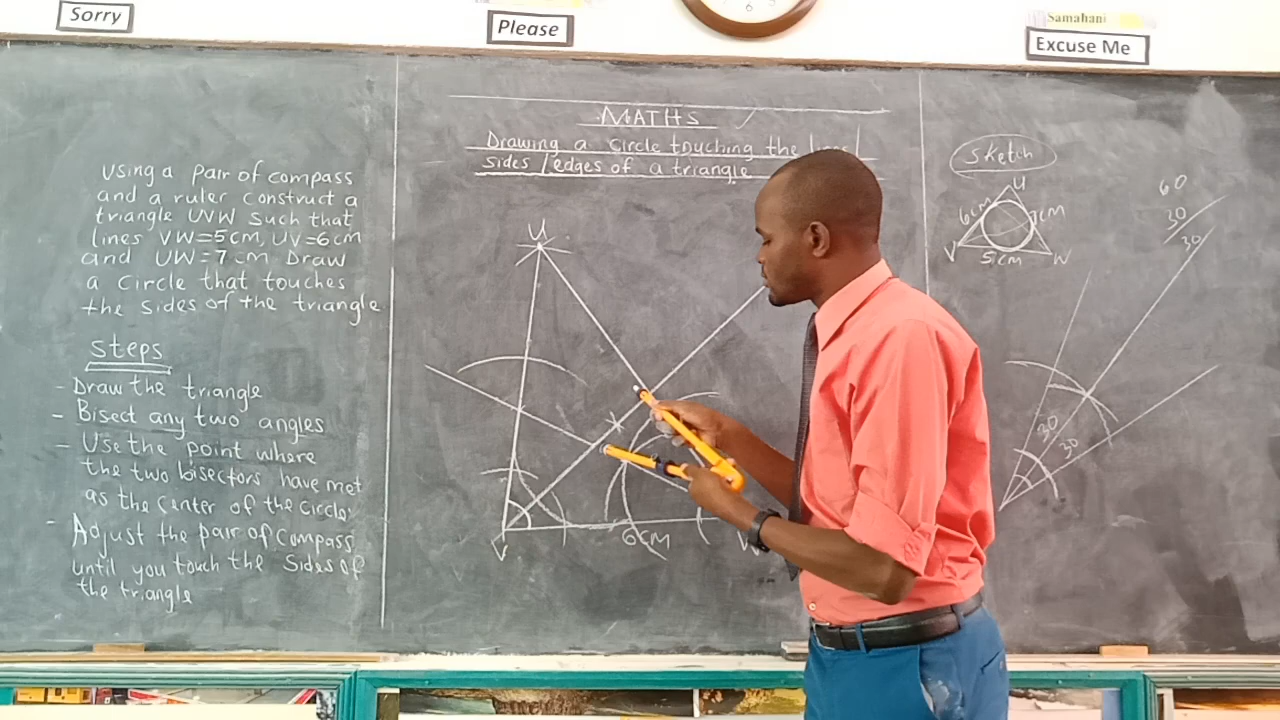 Sorry
Please
Samahani
Excuse Me
Using a pair of compass
and a ruler construct a
triangle UVW such that
lines VW=5cm, UV=6cm
and UW=7cm Draw
a circle that touches
the sides of the triangle
Steps
- Draw the triangle
- Bisect any two angles
- Use the point where
the two bisectors have met
as the center of the circle.
- Adjust the pair of compass
until you touch the sides of
the triangle
MATHS
Drawing a circle touching the
sides / edges of a triangle
U
V
6cm
Sketch
U
6cm
7cm
V
5cm
W
60
30
30
30
30